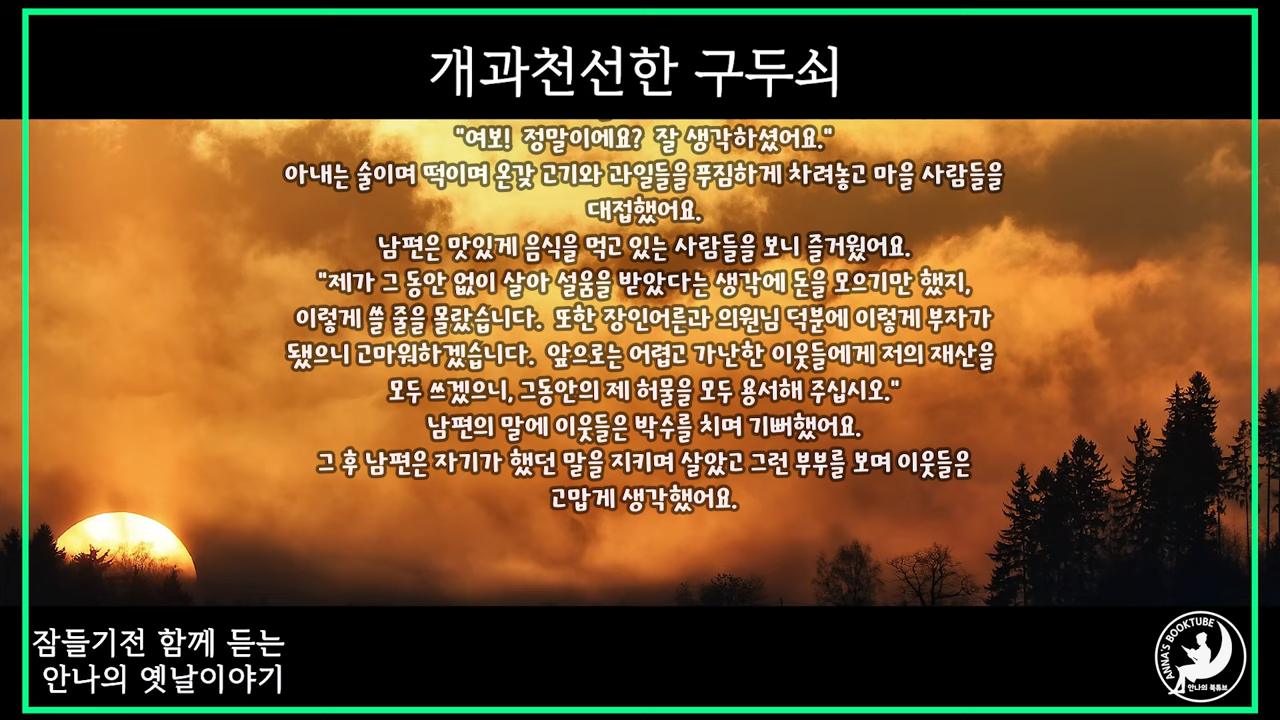 개과천선한 구두쇠
"여보! 정말이에요? 잘 생각하셨어요."
아내는 술이며 떡이며 온갖 고기와 과일들을 푸짐하게 차려놓고 마을 사람들을
대접했어요.
남편은 맛있게 음식을 먹고 있는 사람들을 보니 즐거웠어요.
"제가 그 동안 없이 살아 설움을 받았다는 생각에 돈을 모으기만 했지,
이렇게 쓸 줄을 몰랐습니다. 또한 장인어른과 의원님 덕분에 이렇게 부자가
됐으니 고마워하겠습니다. 앞으로는 어렵고 가난한 이웃들에게 저의 재산을
모두 쓰겠으니, 그동안의 제 허물을 모두 용서해 주십시오."
남편의 말에 이웃들은 박수를 치며 기뻐했어요.
그 후 남편은 자기가 했던 말을 지키며 살았고 그런 부부를 보며 이웃들은
고맙게 생각했어요.
잠들기전 함께 듣는
안나의 옛날이야기
ANNA'S BOOKTUBE
안나의 북튜브